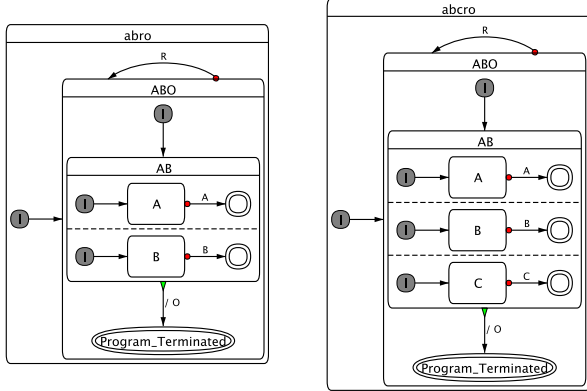 abro
R
ABO
I
AB
I
A
A
I
I
B
B
/ O
Program_Terminated
abcro
R
ABO
I
AB
I
A
A
I
I
B
B
I
C
C
/ O
Program_Terminated